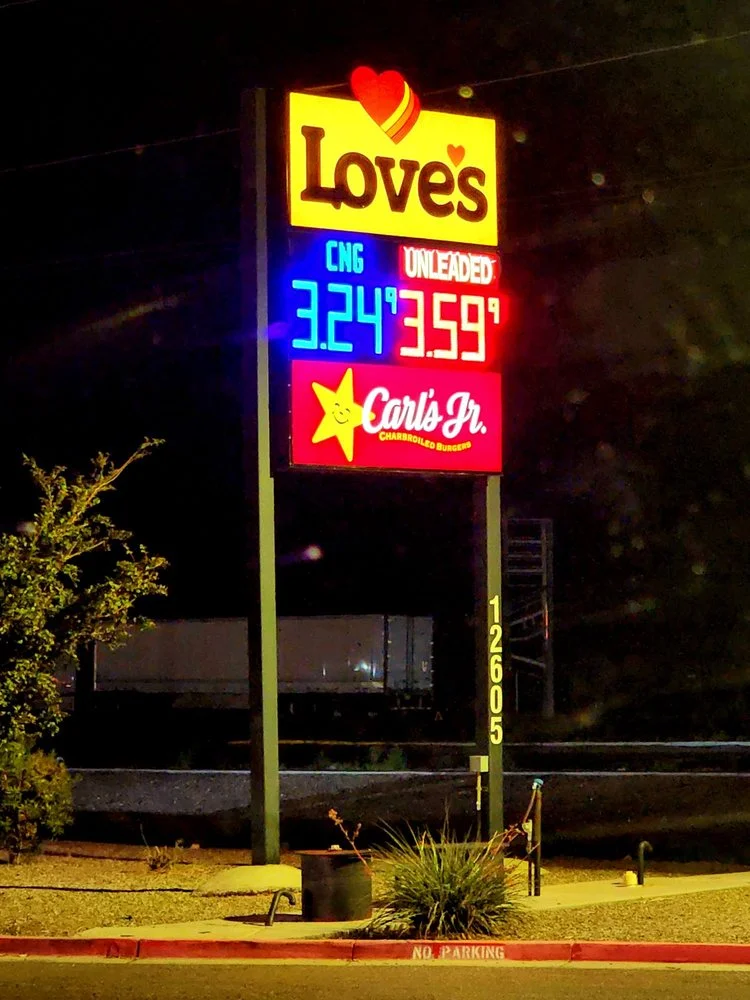 Love's
CNG UNLEADED
3.24⁹ 3.59⁹
Carl's Jr.
CHARBROILED BURGERS
12605
NO PARKING